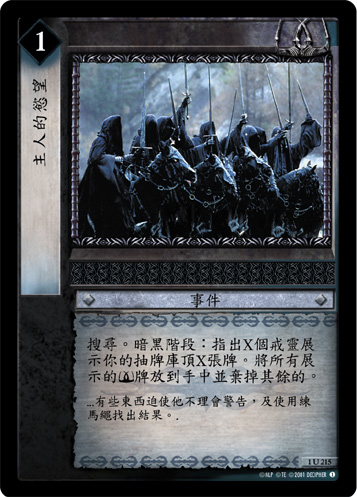 1
主人的慾望
事件
搜尋。暗黑階段：指出X個戒靈展
示你的抽牌庫頂X張牌。將所有展
示的牌放到手中並棄掉其餘的。
...有些東西迫使他不理會警告，及使用練
馬繩找出結果。.
1 U 215
©NLP ©TE ©2001 DECIPHER